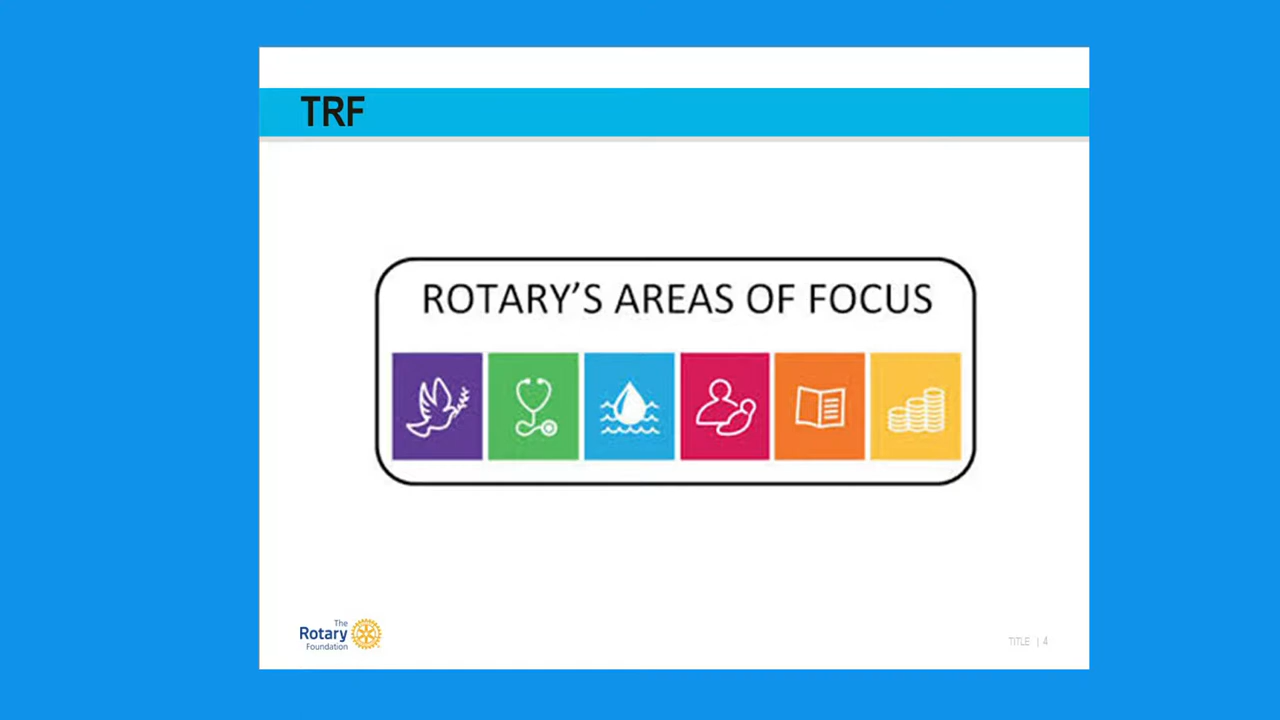 TRF
ROTARY’S AREAS OF FOCUS
The
Rotary
Foundation
TITLE | 4